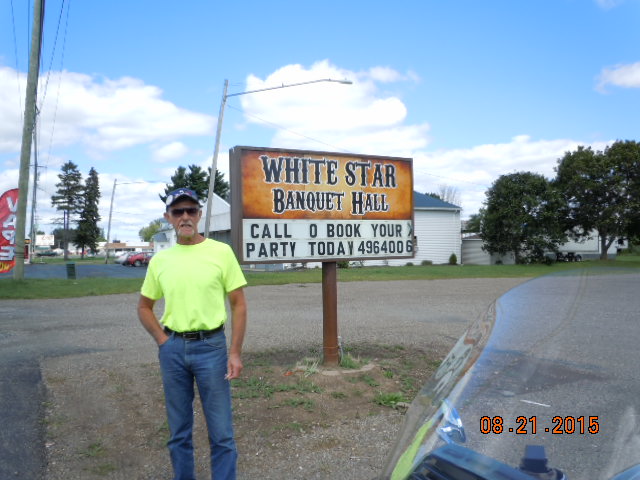 WHITE STAR
BANQUET HALL
CALL O BOOK YOUR X
PARTY TODAY 4964006
08.21.2015